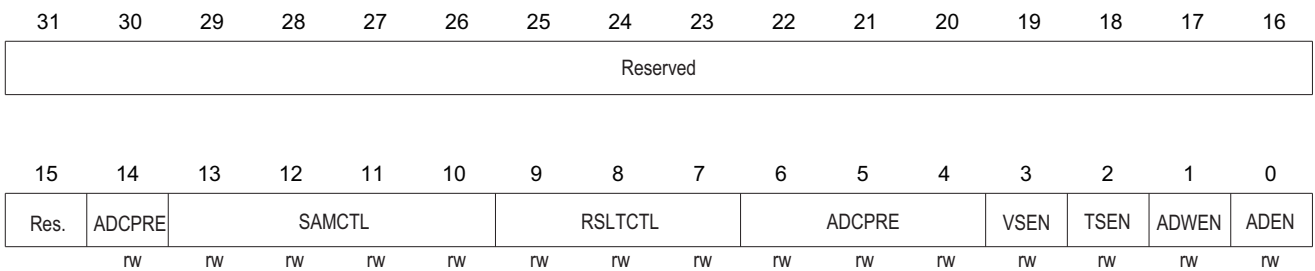 31 30 29 28 27 26 25 24 23 22 21 20 19 18 17 16
Reserved
15 14 13 12 11 10 9 8 7 6 5 4 3 2 1 0
Res. ADCPRE SAMCTL RSLTCTL ADCPRE VSEN TSEN ADWEN ADEN
rw rw rw rw rw rw rw rw rw rw rw rw rw rw rw